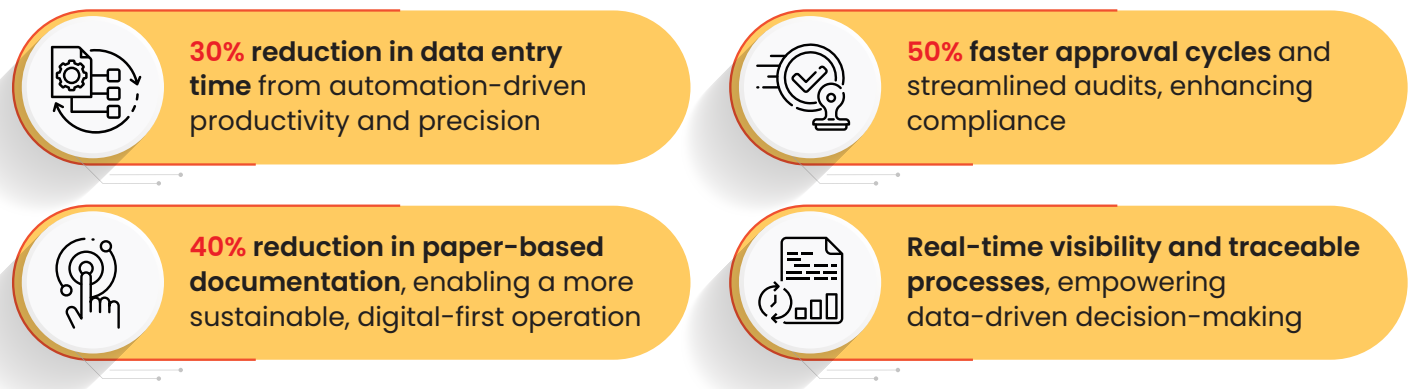 30% reduction in data entry
time from automation-driven
productivity and precision
50% faster approval cycles and
streamlined audits, enhancing
compliance
40% reduction in paper-based
documentation, enabling a more
sustainable, digital-first operation
Real-time visibility and traceable
processes, empowering
data-driven decision-making